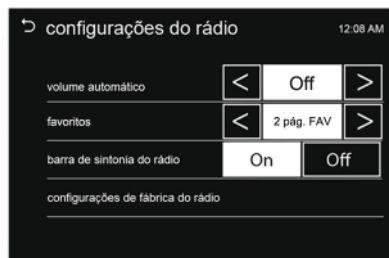 configurações do rádio 12:08 AM
volume automático < Off >
favoritos < 2 pág. FAV >
barra de sintonia do rádio On Off
configurações de fábrica do rádio